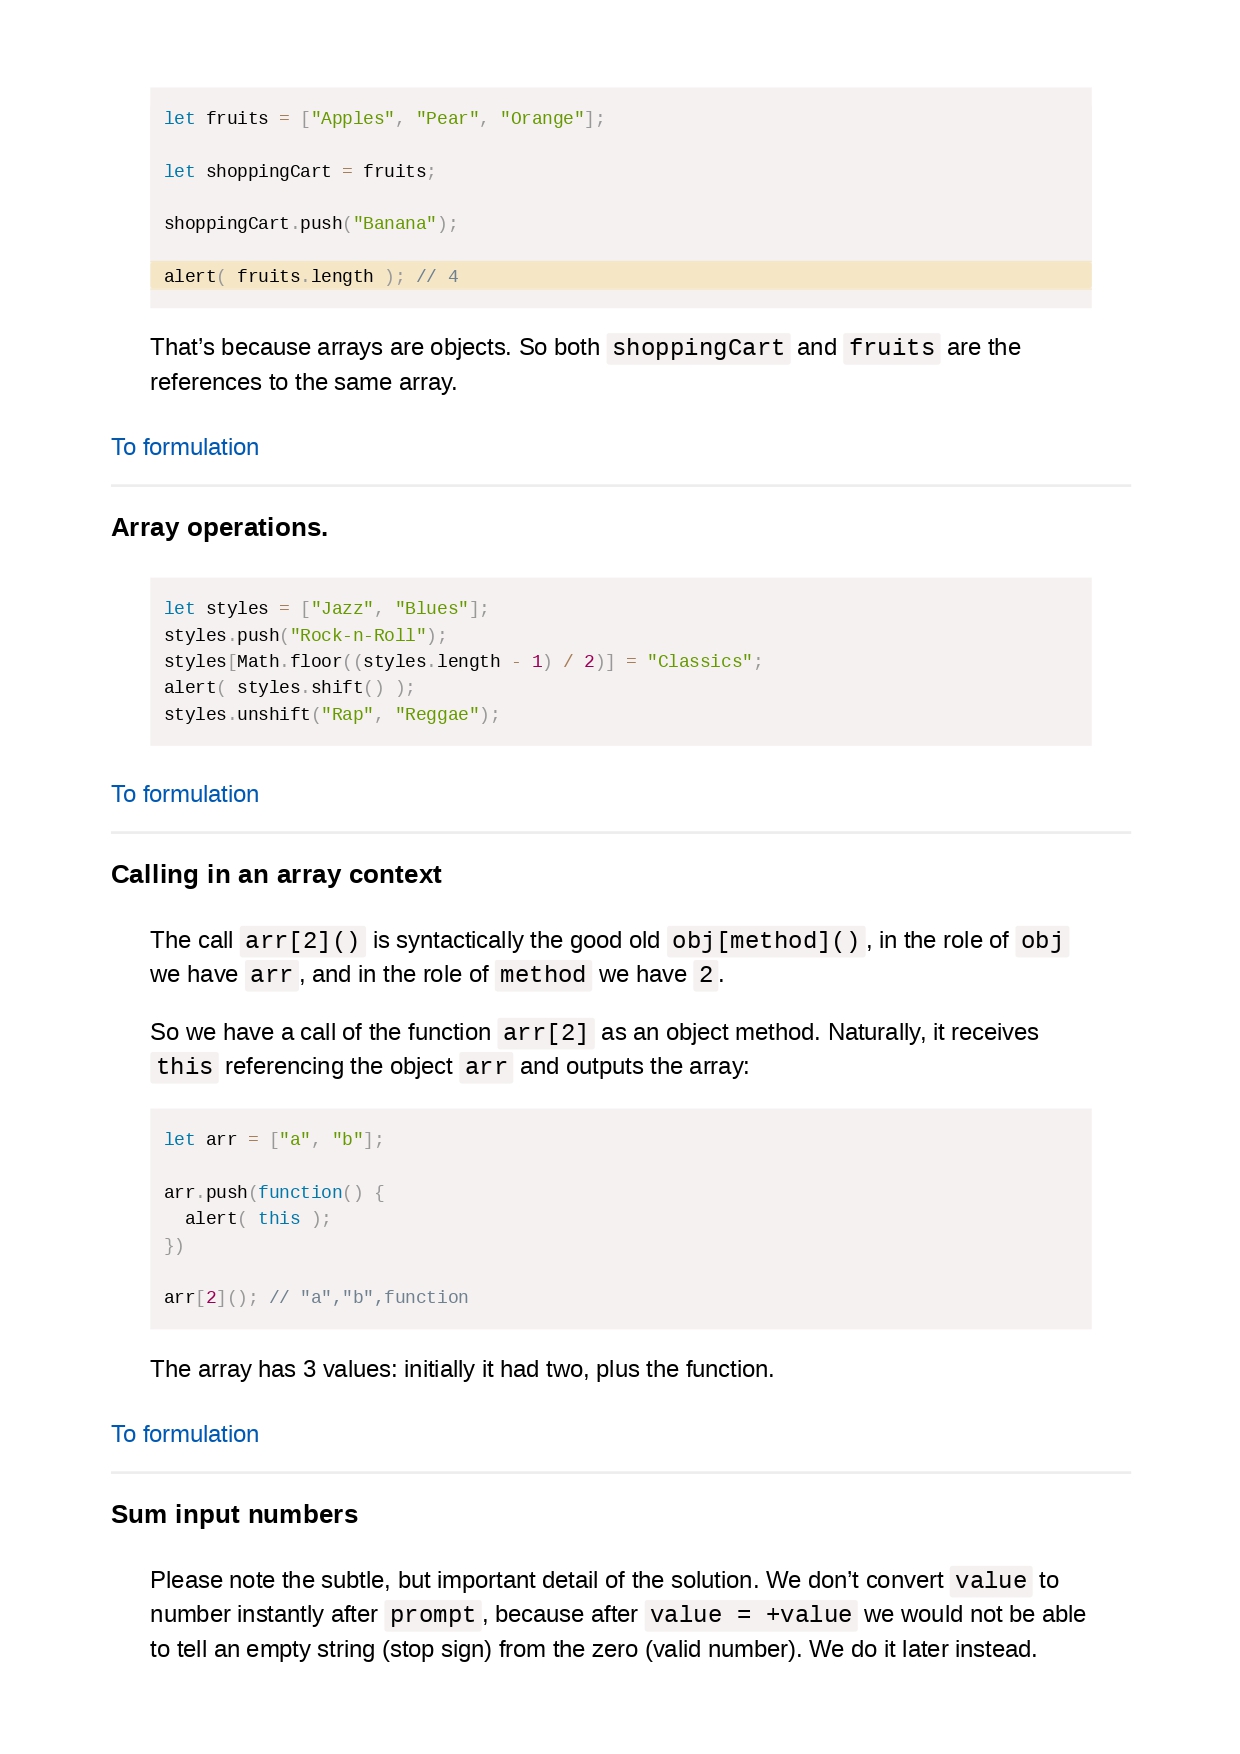 let fruits = ["Apples", "Pear", "Orange"];
let shoppingCart = fruits;
shoppingCart.push("Banana");
alert( fruits.length ); // 4
That’s because arrays are objects. So both shoppingCart and fruits are the
references to the same array.
To formulation
Array operations.
let styles = ["Jazz", "Blues"];
styles.push("Rock-n-Roll");
styles[Math.floor((styles.length - 1) / 2)] = "Classics";
alert( styles.shift() );
styles.unshift("Rap", "Reggae");
To formulation
Calling in an array context
The call arr[2]() is syntactically the good old obj[method](), in the role of obj
we have arr, and in the role of method we have 2.
So we have a call of the function arr[2] as an object method. Naturally, it receives
this referencing the object arr and outputs the array:
let arr = ["a", "b"];
arr.push(function() {
  alert( this );
})
arr[2](); // "a","b",function
The array has 3 values: initially it had two, plus the function.
To formulation
Sum input numbers
Please note the subtle, but important detail of the solution. We don’t convert value to
number instantly after prompt, because after value = +value we would not be able
to tell an empty string (stop sign) from the zero (valid number). We do it later instead.